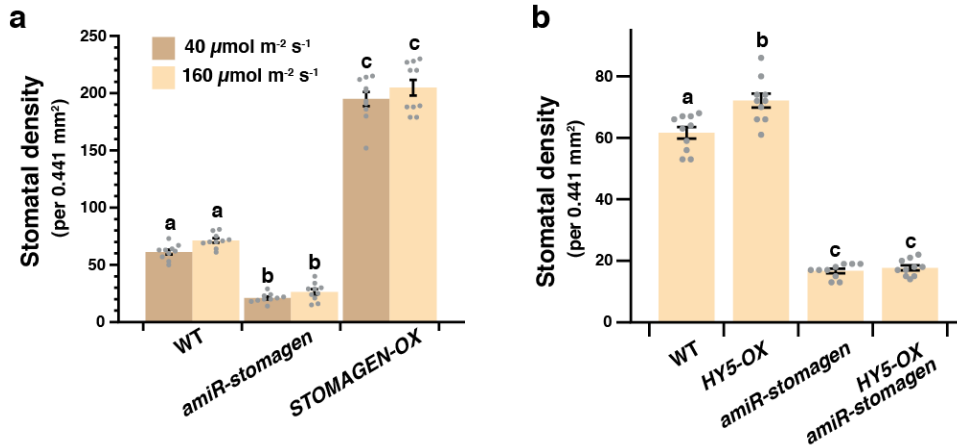 a
40 µmol m⁻² s⁻¹
160 µmol m⁻² s⁻¹
Stomatal density
(per 0.441 mm²)
250
200
150
100
50
0
a
a
b
b
c
c
WT
amiR-stomagen
STOMAGEN-OX
b
Stomatal density
(per 0.441 mm²)
80
60
40
20
0
a
b
c
c
WT
HY5-OX
amiR-stomagen
HY5-OX
amiR-stomagen